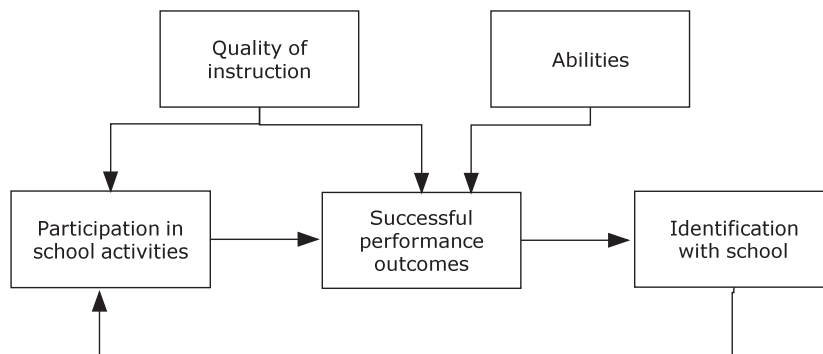 Quality of
instruction
Abilities
Participation in
school activities
Successful
performance
outcomes
Identification
with school